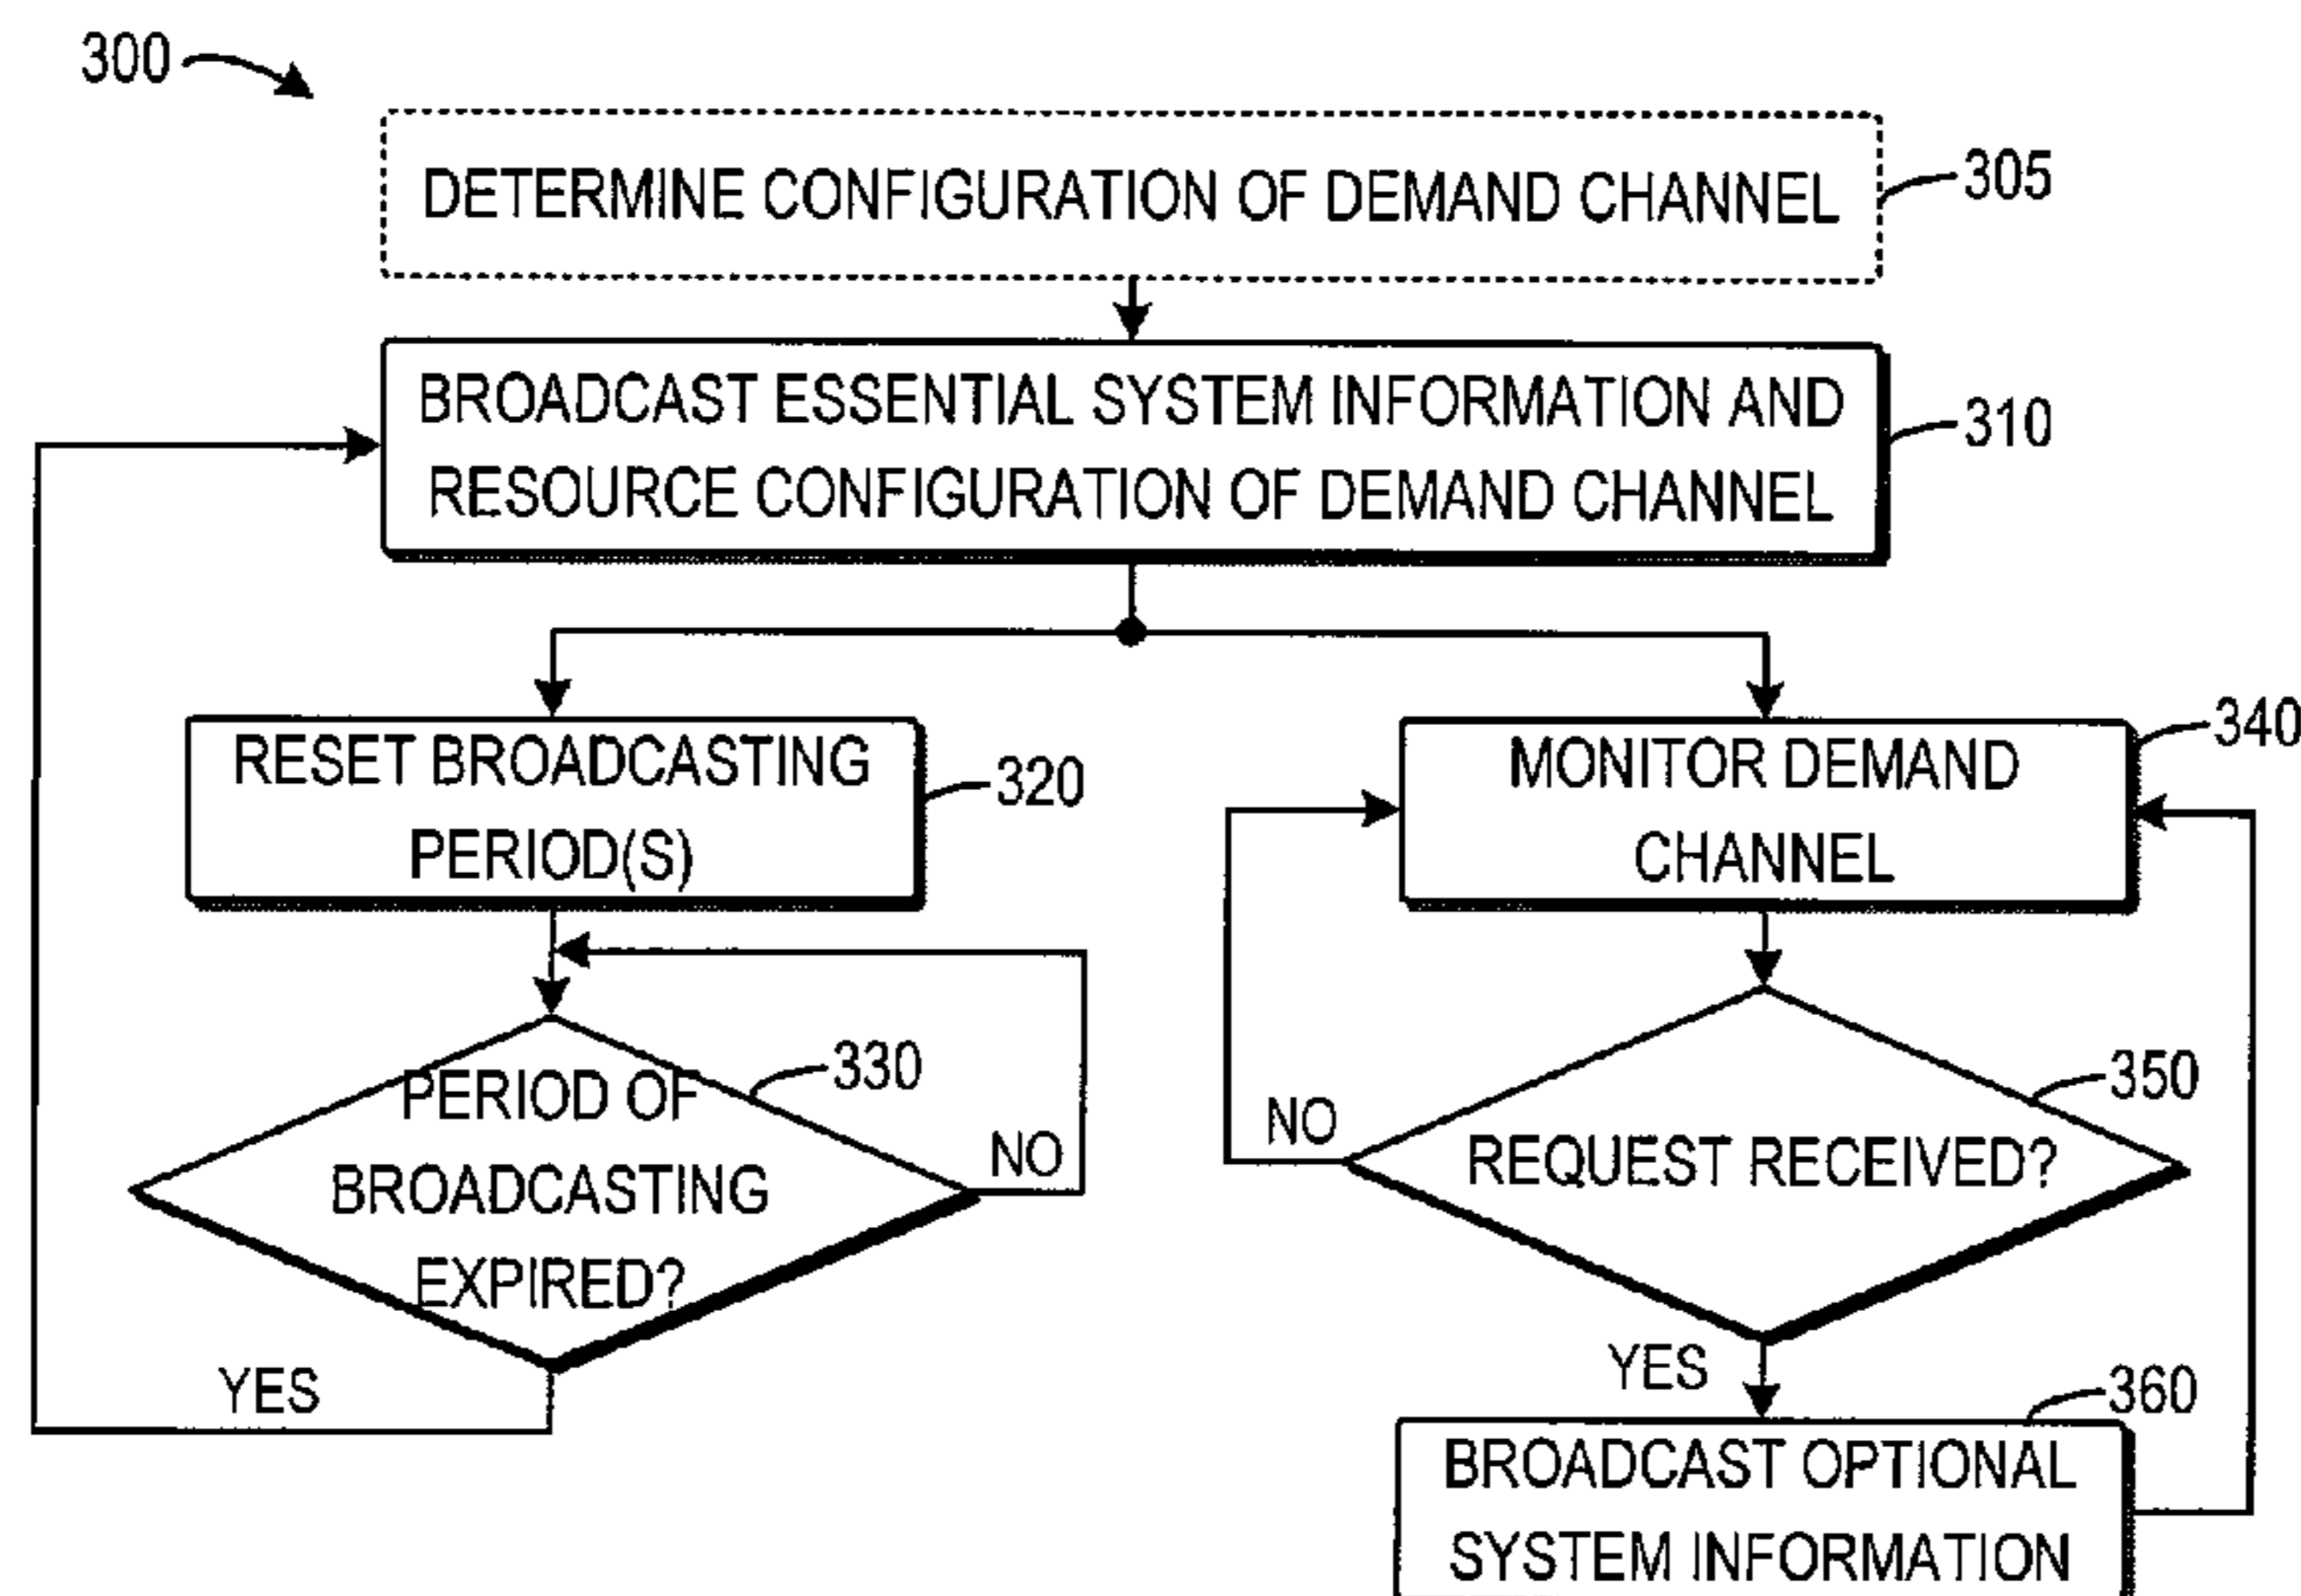 300
DETERMINE CONFIGURATION OF DEMAND CHANNEL
305
BROADCAST ESSENTIAL SYSTEM INFORMATION AND
RESOURCE CONFIGURATION OF DEMAND CHANNEL
310
RESET BROADCASTING
PERIOD(S)
320
MONITOR DEMAND
CHANNEL
340
PERIOD OF
BROADCASTING
EXPIRED?
330
NO
YES
REQUEST RECEIVED?
350
NO
YES
BROADCAST OPTIONAL
SYSTEM INFORMATION
360